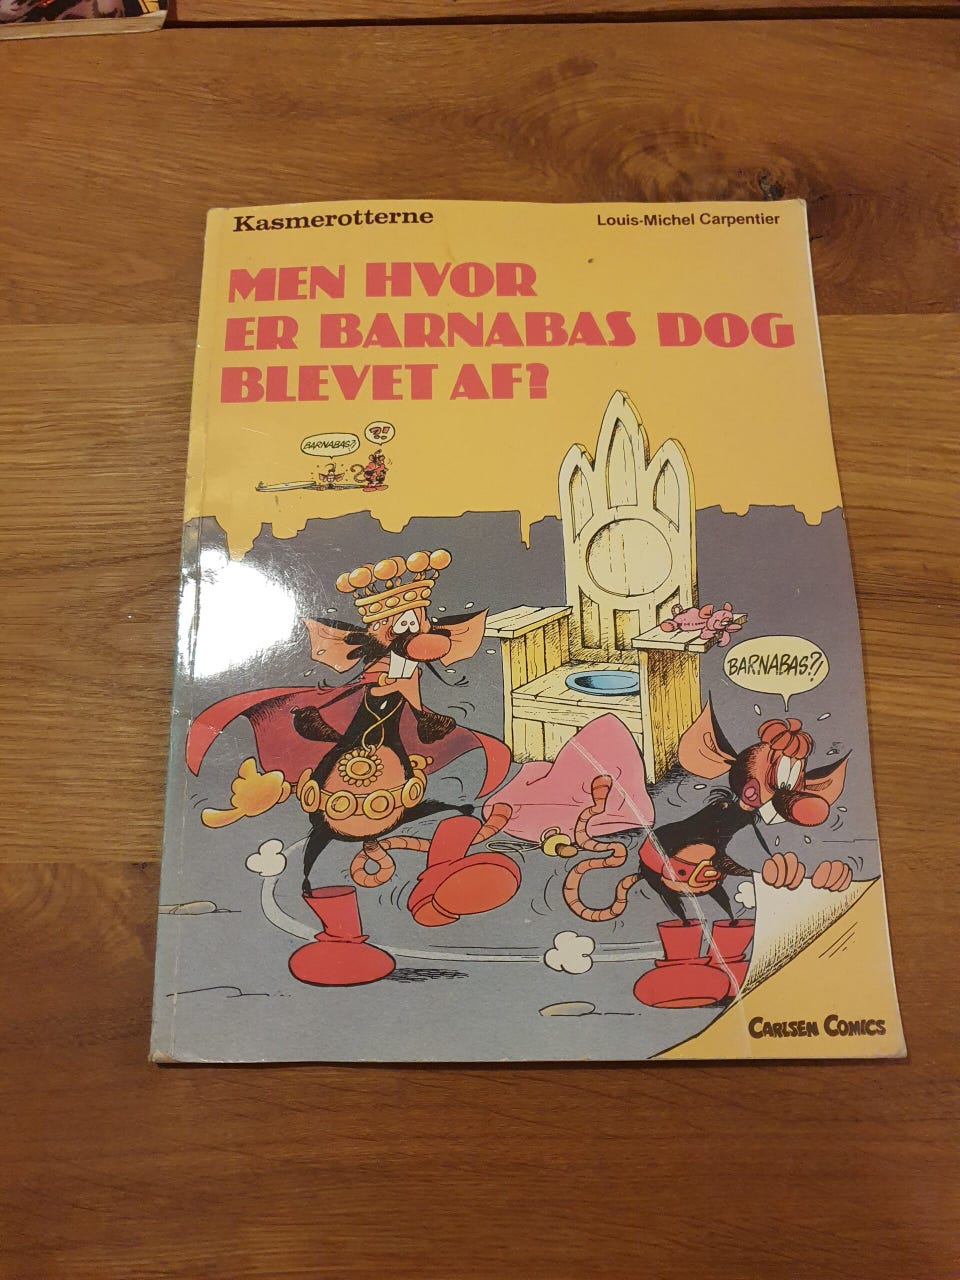 Kasmerotterne
Louis-Michel Carpentier
MEN HVOR
ER BARNABAS DOG
BLEVET AF?
BARNABAS?!
?!
BARNABAS?!
CARLSEN COMICS